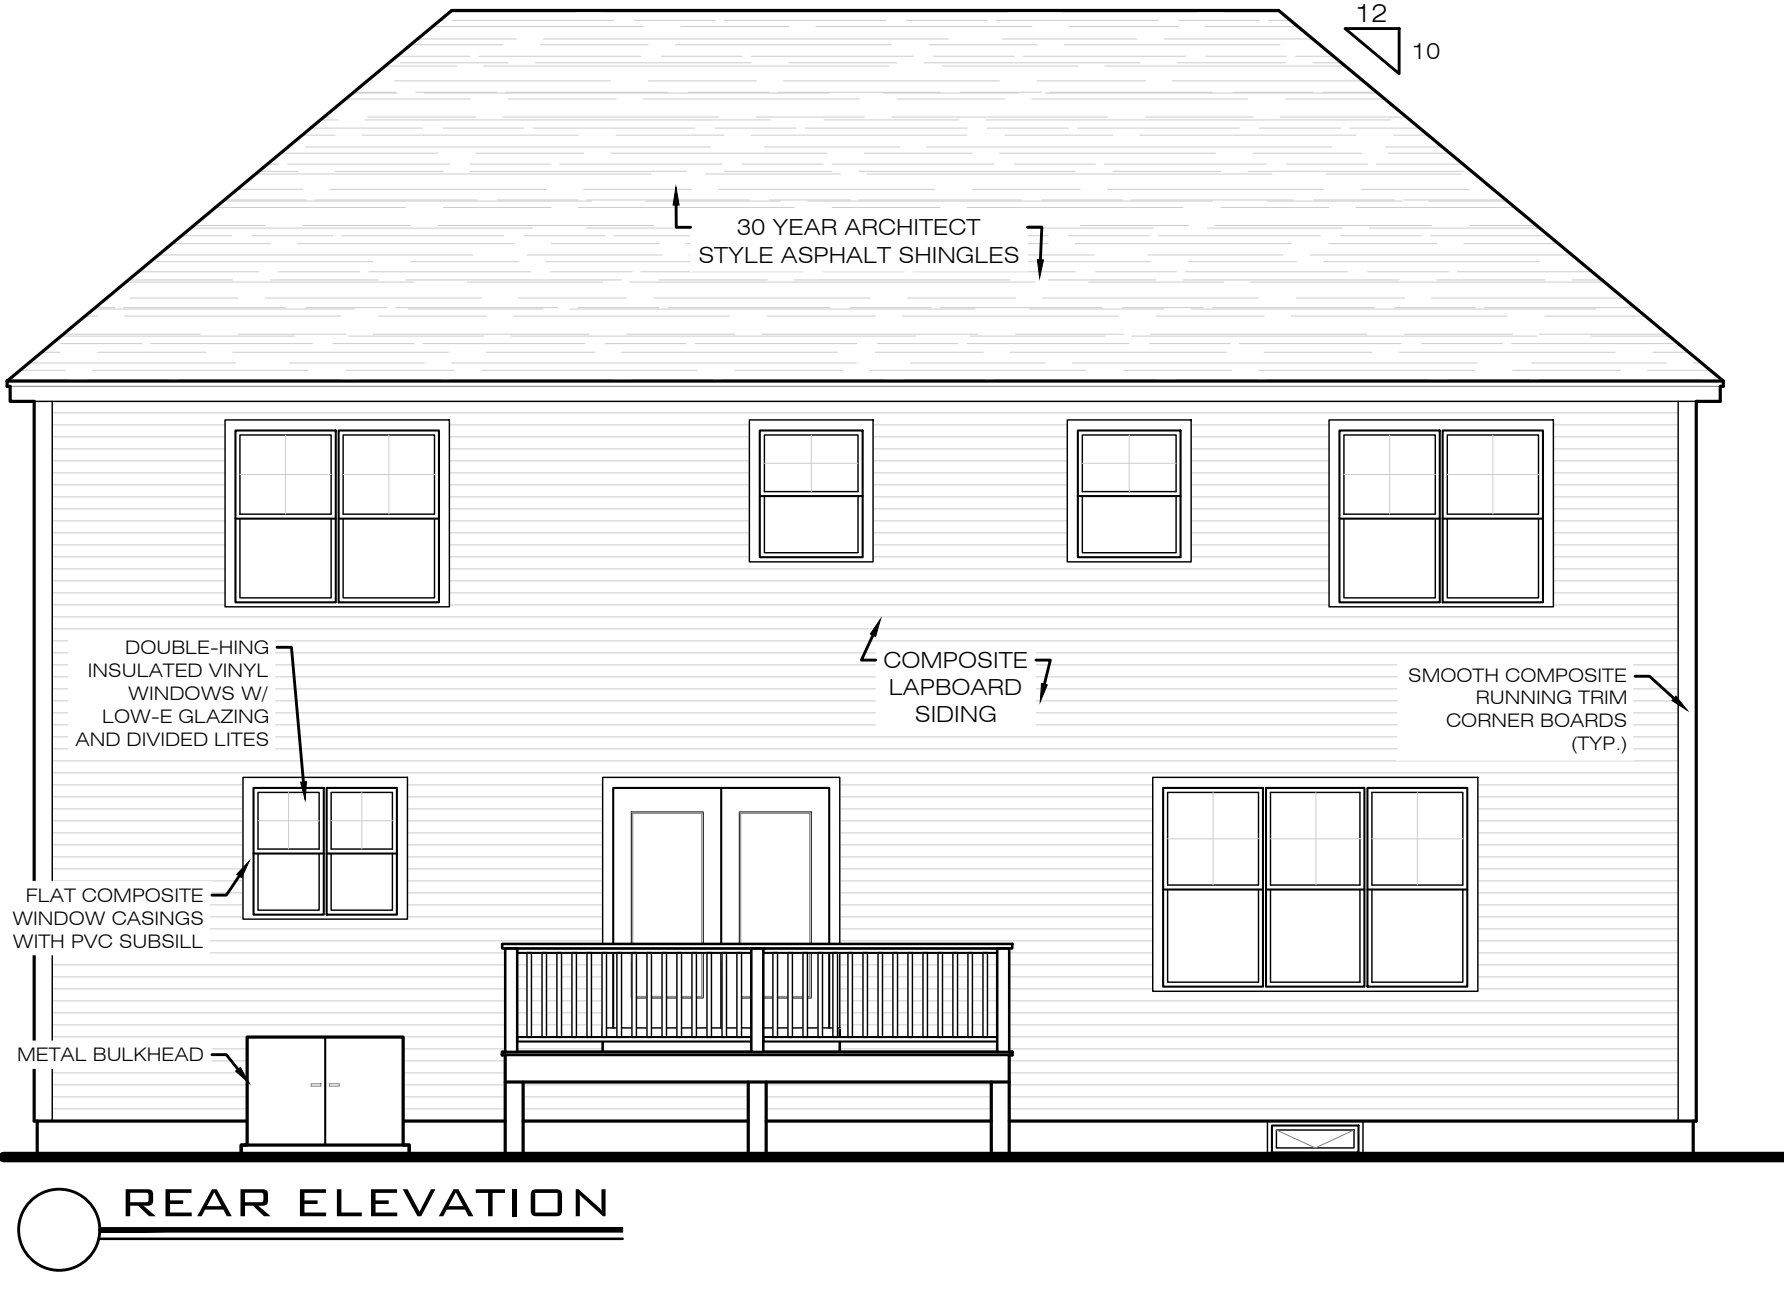 12
10
30 YEAR ARCHITECT
STYLE ASPHALT SHINGLES
DOUBLE-HING
INSULATED VINYL
WINDOWS W/
LOW-E GLAZING
AND DIVIDED LITES
COMPOSITE
LAPBOARD
SIDING
SMOOTH COMPOSITE
RUNNING TRIM
CORNER BOARDS
(TYP.)
FLAT COMPOSITE
WINDOW CASINGS
WITH PVC SUBSILL
METAL BULKHEAD
REAR ELEVATION